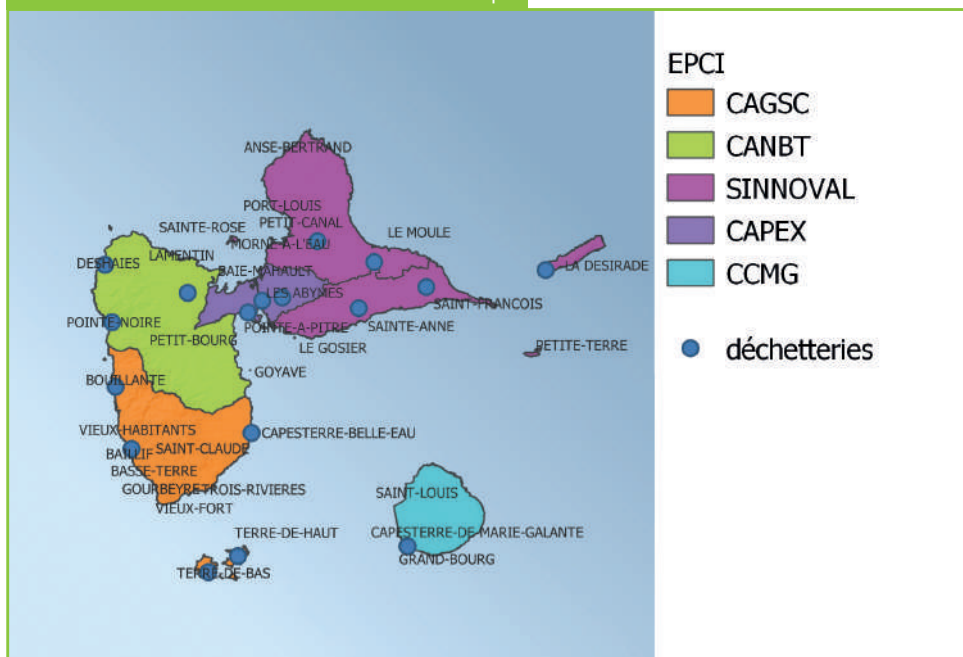 EPCI
CAGSC
CANBT
SINNOVAL
CAPEX
CCMG
déchetteries
ANSE-BERTRAND
PORT-LOUIS
PETIT-CANAL
SAINTE-ROSE
LE MOULE
MORNE-A-L'EAU
LAMENTIN
DESHAIES
BAIE-MAHAULT
LA DESIRADE
LES ABYMES
SAINT-FRANCOIS
POINTE-NOIRE
POINTE-A-PITRE
SAINTE-ANNE
PETIT-BOURG
LE GOSIER
PETITE-TERRE
GOYAVE
BOUILLANTE
VIEUX-HABITANTS
CAPESTERRE-BELLE-EAU
SAINT-CLAUDE
BAILLIF
BASSE-TERRE
GOURBEYRE
TROIS-RIVIERES
SAINT-LOUIS
VIEUX-FORT
TERRE-DE-HAUT
CAPESTERRE-DE-MARIE-GALANTE
GRAND-BOURG
TERRE-DE-BAS